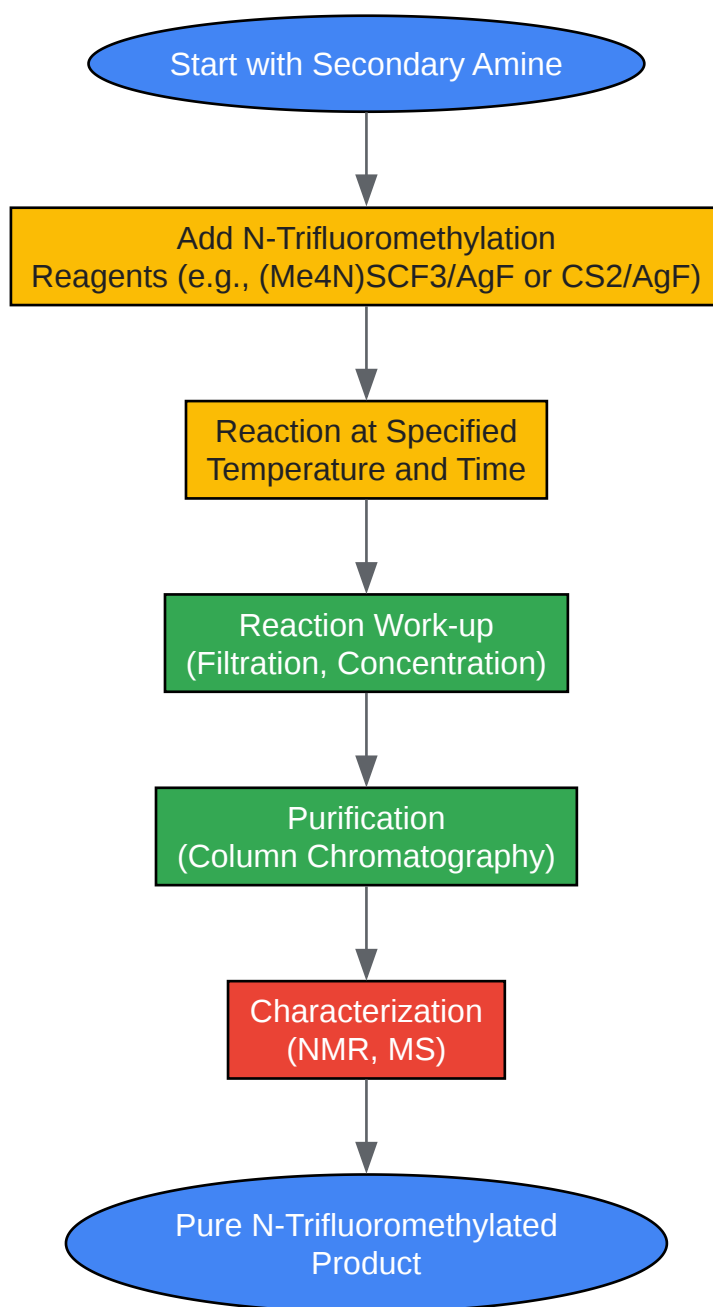 Start with Secondary Amine
Add N-Trifluoromethylation
Reagents (e.g., (Me4N)SCF3/AgF or CS2/AgF)
Reaction at Specified
Temperature and Time
Reaction Work-up
(Filtration, Concentration)
Purification
(Column Chromatography)
Characterization
(NMR, MS)
Pure N-Trifluoromethylated
Product